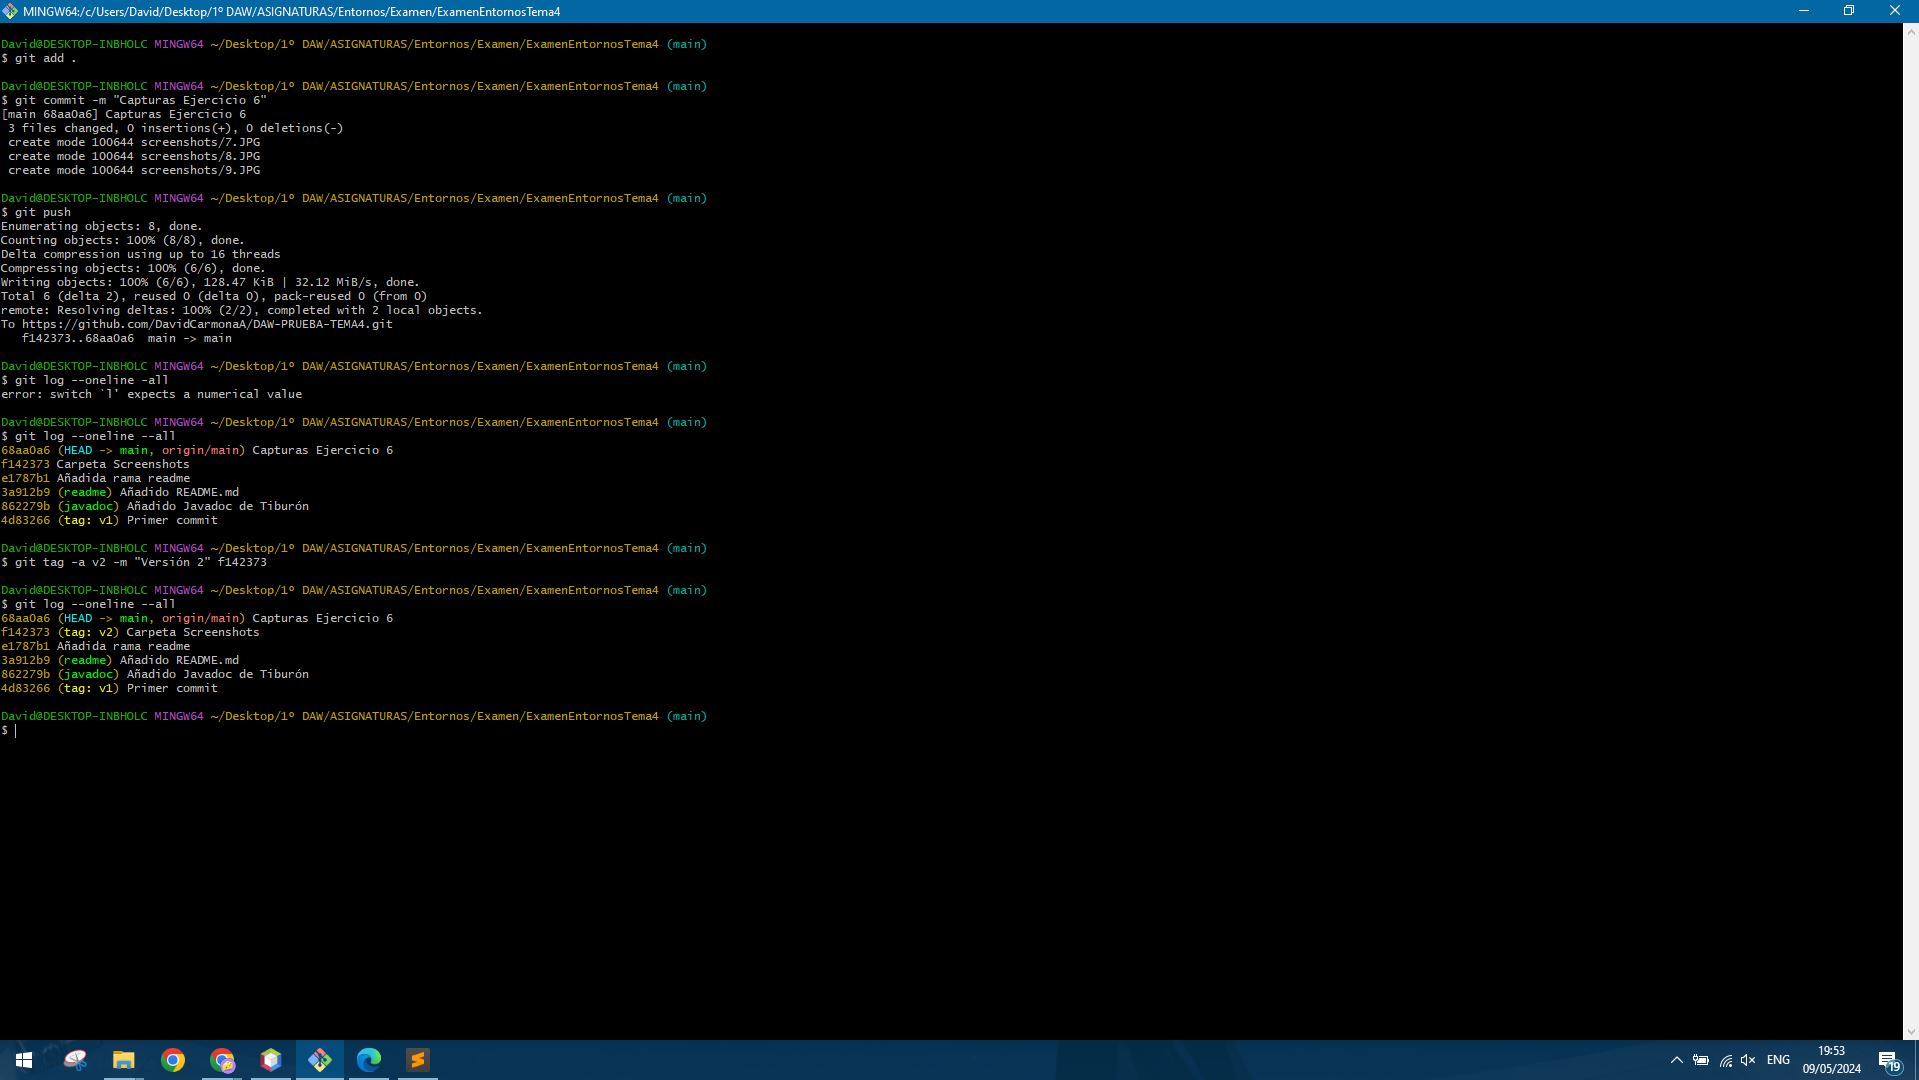 MINGW64:/c/Users/David/Desktop/1º DAW/ASIGNATURAS/Entornos/Examen/ExamenEntornosTema4
David@DESKTOP-INBHOLC MINGW64 ~/Desktop/1º DAW/ASIGNATURAS/Entornos/Examen/ExamenEntornosTema4 (main)
$ git add .
David@DESKTOP-INBHOLC MINGW64 ~/Desktop/1º DAW/ASIGNATURAS/Entornos/Examen/ExamenEntornosTema4 (main)
$ git commit -m "Capturas Ejercicio 6"
[main 68aa0a6] Capturas Ejercicio 6
 3 files changed, 0 insertions(+), 0 deletions(-)
 create mode 100644 screenshots/7.JPG
 create mode 100644 screenshots/8.JPG
 create mode 100644 screenshots/9.JPG
David@DESKTOP-INBHOLC MINGW64 ~/Desktop/1º DAW/ASIGNATURAS/Entornos/Examen/ExamenEntornosTema4 (main)
$ git push
Enumerating objects: 8, done.
Counting objects: 100% (8/8), done.
Delta compression using up to 16 threads
Compressing objects: 100% (6/6), done.
Writing objects: 100% (6/6), 128.47 KiB | 32.12 MiB/s, done.
Total 6 (delta 2), reused 0 (delta 0), pack-reused 0 (from 0)
remote: Resolving deltas: 100% (2/2), completed with 2 local objects.
To https://github.com/DavidCarmonaA/DAW-PRUEBA-TEMA4.git
   f142373..68aa0a6  main -> main
David@DESKTOP-INBHOLC MINGW64 ~/Desktop/1º DAW/ASIGNATURAS/Entornos/Examen/ExamenEntornosTema4 (main)
$ git log --oneline -all
error: switch `l' expects a numerical value
David@DESKTOP-INBHOLC MINGW64 ~/Desktop/1º DAW/ASIGNATURAS/Entornos/Examen/ExamenEntornosTema4 (main)
$ git log --oneline --all
68aa0a6 (HEAD -> main, origin/main) Capturas Ejercicio 6
f142373 Carpeta Screenshots
e1787b1 Añadida rama readme
3a912b9 (readme) Añadido README.md
862279b (javadoc) Añadido Javadoc de Tiburón
4d83266 (tag: v1) Primer commit
David@DESKTOP-INBHOLC MINGW64 ~/Desktop/1º DAW/ASIGNATURAS/Entornos/Examen/ExamenEntornosTema4 (main)
$ git tag -a v2 -m "Versión 2" f142373
David@DESKTOP-INBHOLC MINGW64 ~/Desktop/1º DAW/ASIGNATURAS/Entornos/Examen/ExamenEntornosTema4 (main)
$ git log --oneline --all
68aa0a6 (HEAD -> main, origin/main) Capturas Ejercicio 6
f142373 (tag: v2) Carpeta Screenshots
e1787b1 Añadida rama readme
3a912b9 (readme) Añadido README.md
862279b (javadoc) Añadido Javadoc de Tiburón
4d83266 (tag: v1) Primer commit
David@DESKTOP-INBHOLC MINGW64 ~/Desktop/1º DAW/ASIGNATURAS/Entornos/Examen/ExamenEntornosTema4 (main)
$
ENG
19:53
09/05/2024
19